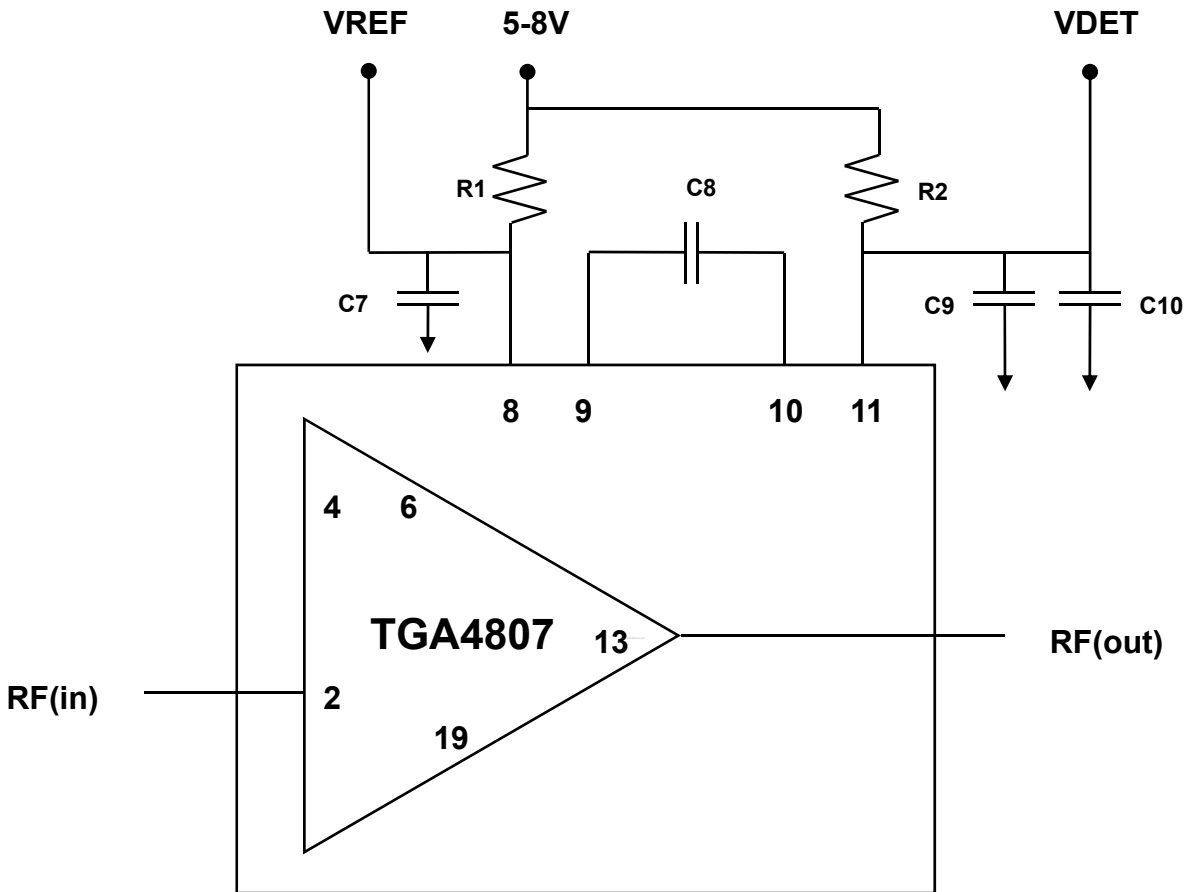 VREF 5-8V VDET
R1 C8 R2
C7 C9 C10
8 9 10 11
4 6
TGA4807 13 RF(out)
RF(in) 2
19